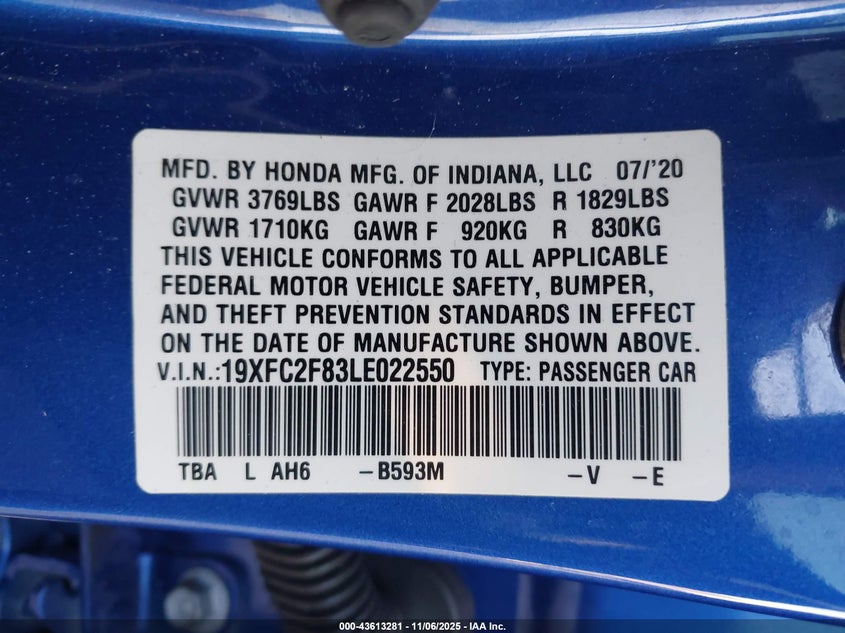 MFD. BY HONDA MFG. OF INDIANA, LLC 07/'20
GVWR 3769LBS GAWR F 2028LBS R 1829LBS
GVWR 1710KG GAWR F 920KG R 830KG
THIS VEHICLE CONFORMS TO ALL APPLICABLE
FEDERAL MOTOR VEHICLE SAFETY, BUMPER,
AND THEFT PREVENTION STANDARDS IN EFFECT
ON THE DATE OF MANUFACTURE SHOWN ABOVE.
V.I.N.:19XFC2F83LE022550 TYPE: PASSENGER CAR
TBA L AH6 -B593M -V -E
000-43613281 - 11/06/2025 - IAA Inc.